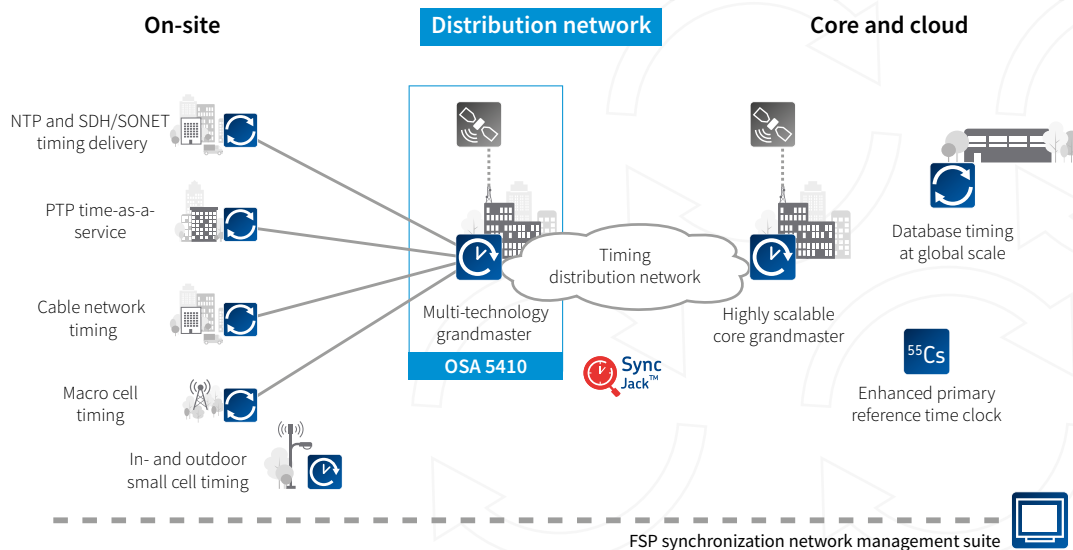 On-site
Distribution network
Core and cloud
NTP and SDH/SONET
timing delivery
PTP time-as-a-
service
Cable network
timing
Macro cell
timing
In- and outdoor
small cell timing
Multi-technology
grandmaster
OSA 5410
Timing
distribution network
Sync
Jack™
Highly scalable
core grandmaster
Database timing
at global scale
⁵⁵Cs
Enhanced primary
reference time clock
FSP synchronization network management suite